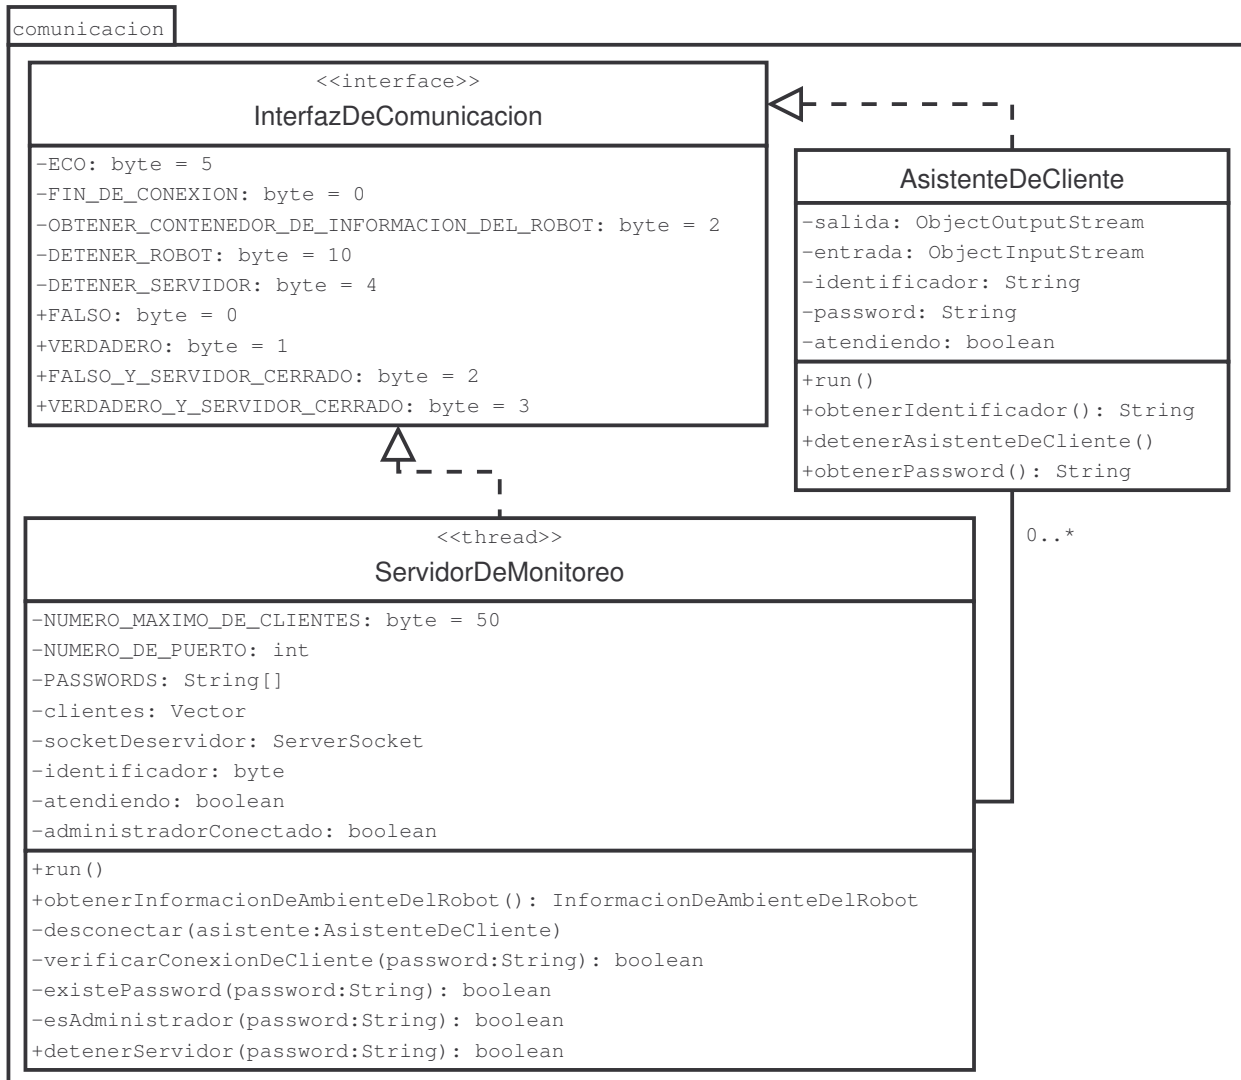 comunicacion
<<interface>>
InterfazDeComunicacion
-ECO: byte = 5
-FIN_DE_CONEXION: byte = 0
-OBTENER_CONTENEDOR_DE_INFORMACION_DEL_ROBOT: byte = 2
-DETENER_ROBOT: byte = 10
-DETENER_SERVIDOR: byte = 4
+FALSO: byte = 0
+VERDADERO: byte = 1
+FALSO_Y_SERVIDOR_CERRADO: byte = 2
+VERDADERO_Y_SERVIDOR_CERRADO: byte = 3
AsistenteDeCliente
-salida: ObjectOutputStream
-entrada: ObjectInputStream
-identificador: String
-password: String
-atendiendo: boolean
+run()
+obtenerIdentificador(): String
+detenerAsistenteDeCliente()
+obtenerPassword(): String
0..*
<<thread>>
ServidorDeMonitoreo
-NUMERO_MAXIMO_DE_CLIENTES: byte = 50
-NUMERO_DE_PUERTO: int
-PASSWORDS: String[]
-clientes: Vector
-socketDeservidor: ServerSocket
-identificador: byte
-atendiendo: boolean
-administradorConectado: boolean
+run()
+obtenerInformacionDeAmbienteDelRobot(): InformacionDeAmbienteDelRobot
-desconectar(asistente:AsistenteDeCliente)
-verificarConexionDeCliente(password:String): boolean
-existePassword(password:String): boolean
-esAdministrador(password:String): boolean
+detenerServidor(password:String): boolean